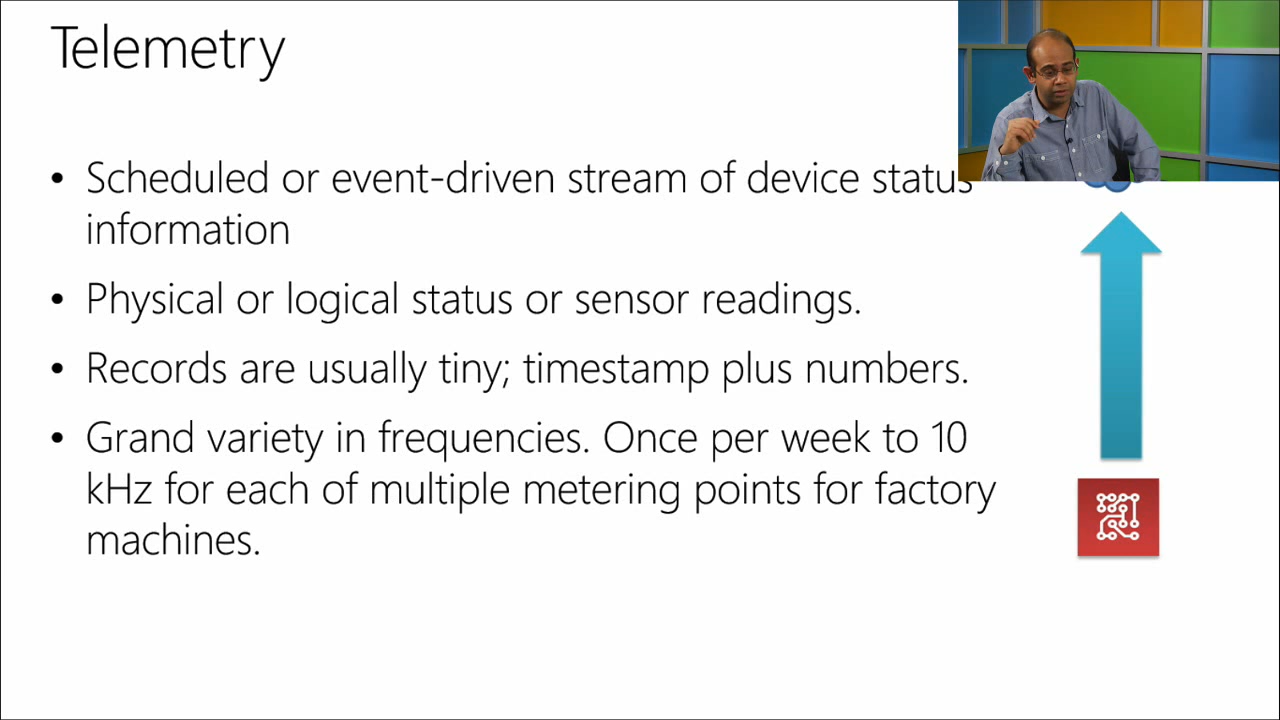 Telemetry
• Scheduled or event-driven stream of device status
information
• Physical or logical status or sensor readings.
• Records are usually tiny; timestamp plus numbers.
• Grand variety in frequencies. Once per week to 10
kHz for each of multiple metering points for factory
machines.